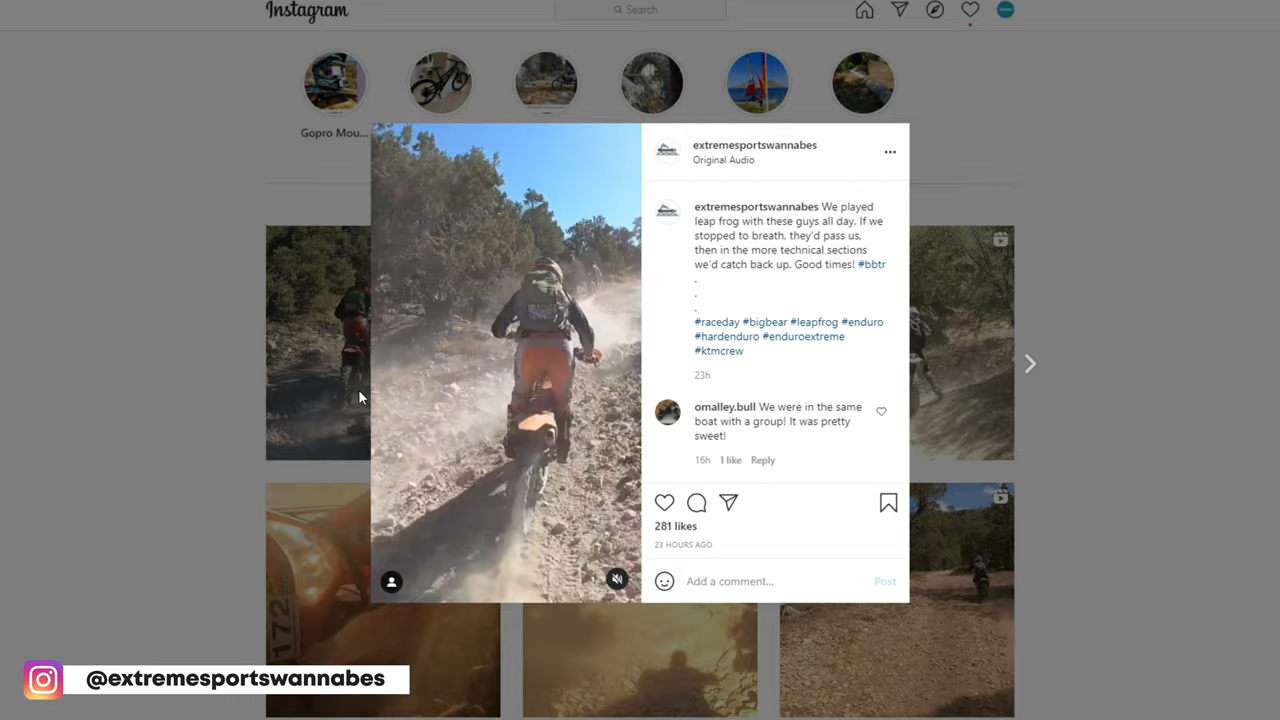 Instagram
Search
Gopro Mou...
extremesportswannabes
Original Audio
extremesportswannabes We played
leap frog with these guys all day. If we
stopped to breath, they'd pass us,
then in the more technical sections
we'd catch back up. Good times! #bbtr
.
.
.
#raceday #bigbear #leapfrog #enduro
#hardenduro #enduroextreme
#ktmcrew
23h
omalley.bull We were in the same
boat with a group! It was pretty
sweet!
16h 1 like Reply
281 likes
23 HOURS AGO
Add a comment... Post
172
@extremesportswannabes